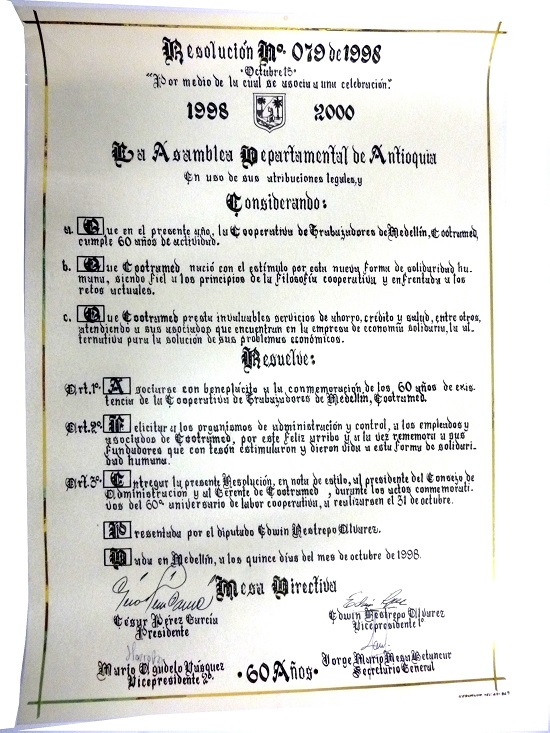 Resolución Nº. 079 de 1998
·Octubre 15·
"Por medio de la cual se asocia a una celebración."
1998 2000
La Asamblea Departamental de Antioquia
En uso de sus atribuciones legales, y
Considerando:
a. Que en el presente año, la Cooperativa de Trabajadores de Medellín, Cootramed,
cumple 60 años de actividad.
b. Que Cootramed nació con el estímulo por esta nueva forma de solidaridad hu-
mana, siendo fiel a los principios de la filosofía cooperativa y enfrentada a los
retos actuales.
c. Que Cootramed presta invaluables servicios de ahorro, crédito y salud, entre otros,
atendiendo a sus asociados que encuentran en la empresa de economía solidaria, la al-
ternativa para la solución de sus problemas económicos.
Resuelve:
Art. 1º. Asociarse con beneplácito a la conmemoración de los 60 años de exis-
tencia de la Cooperativa de Trabajadores de Medellín, Cootramed.
Art. 2º. Felicitar a los organismos de administración y control, a los empleados y
asociados de Cootramed, por este feliz arribo y a la vez rememora a sus
fundadores que con tesón estimularon y dieron vida a esta forma de solidari-
dad humana.
Art. 3º. Entregar la presente Resolución, en nota de estilo, al presidente del Consejo de
Administración y al Gerente de Cootramed , durante los actos conmemorati-
vos del 60º aniversario de labor cooperativa, a realizarsen el 31 de octubre.
Presentada por el diputado Edwin Restrepo Alvarez.
Dada en Medellín, a los quince días del mes de octubre de 1998.
"Mesa Directiva
César Pérez García
Presidente
Edwin Restrepo Alvarez
Vicepresidente 1º
Mario Agudelo Vásquez
Vicepresidente 2º.
·60 Años·
Jorge Mario Mesa Betancur
Secretario General